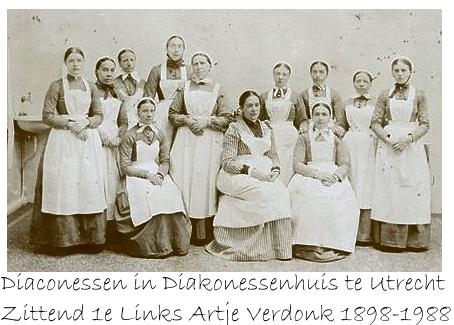 Diaconessen in Diakonessenhuis te Utrecht
Zittend 1e Links Artje Verdonk 1898-1988